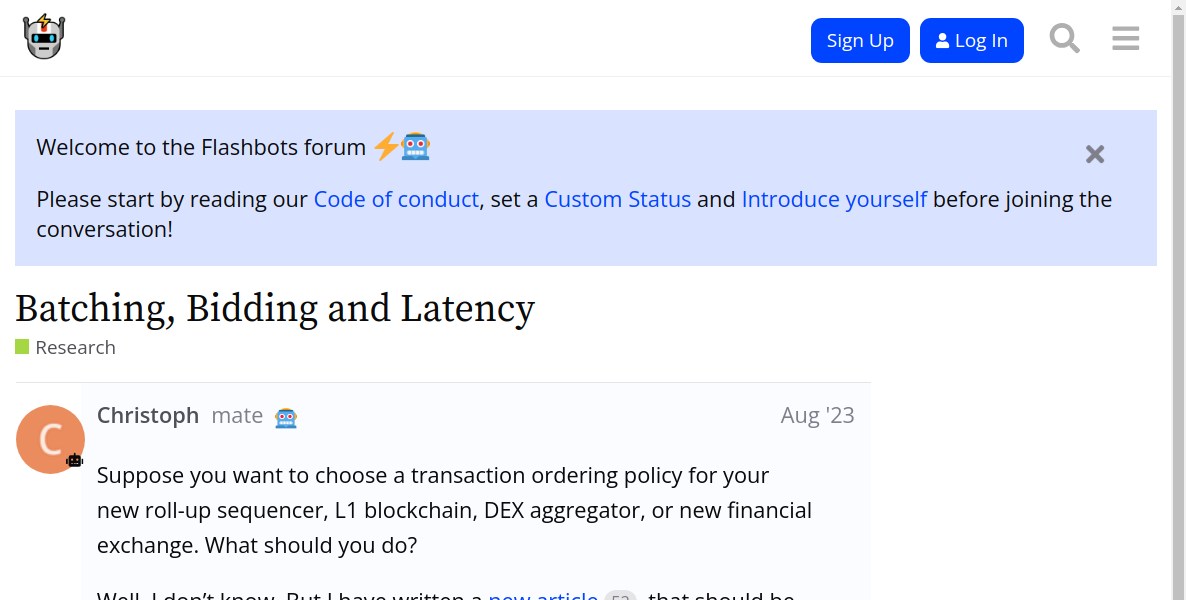 Sign Up
Log In
Welcome to the Flashbots forum
Please start by reading our Code of conduct, set a Custom Status and Introduce yourself before joining the
conversation!
Batching, Bidding and Latency
Research
C
Christoph mate Aug '23
Suppose you want to choose a transaction ordering policy for your
new roll-up sequencer, L1 blockchain, DEX aggregator, or new financial
exchange. What should you do?
Well, I don't know. But I have written a new article 52 that should be